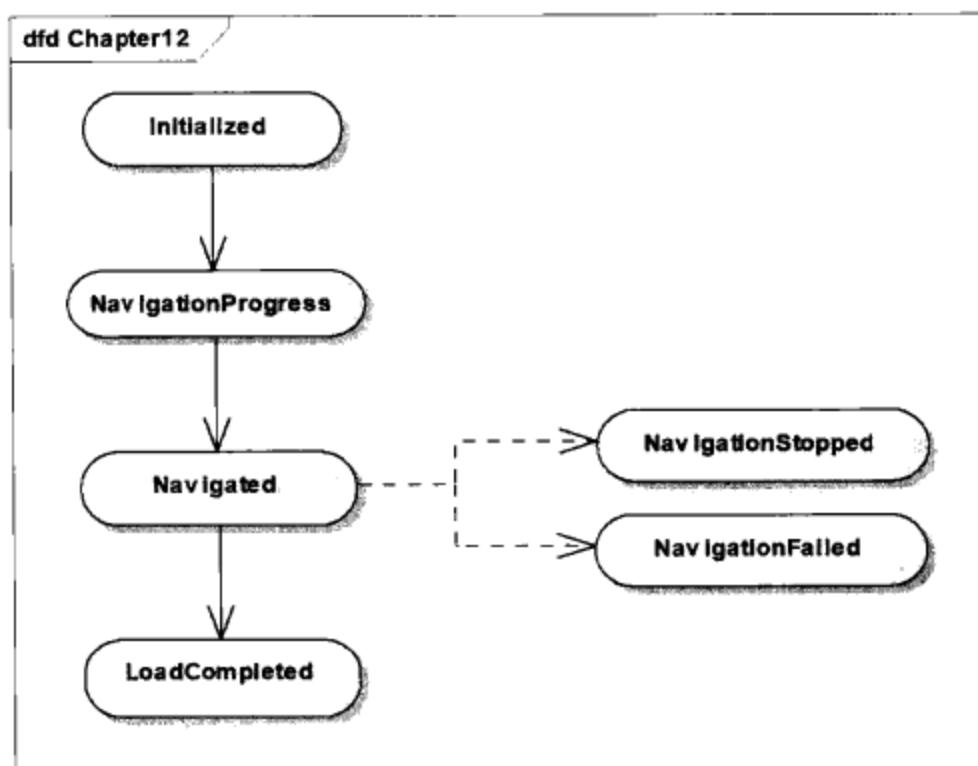 dfd Chapter12
Initialized
NavigationProgress
Navigated
NavigationStopped
NavigationFailed
LoadCompleted